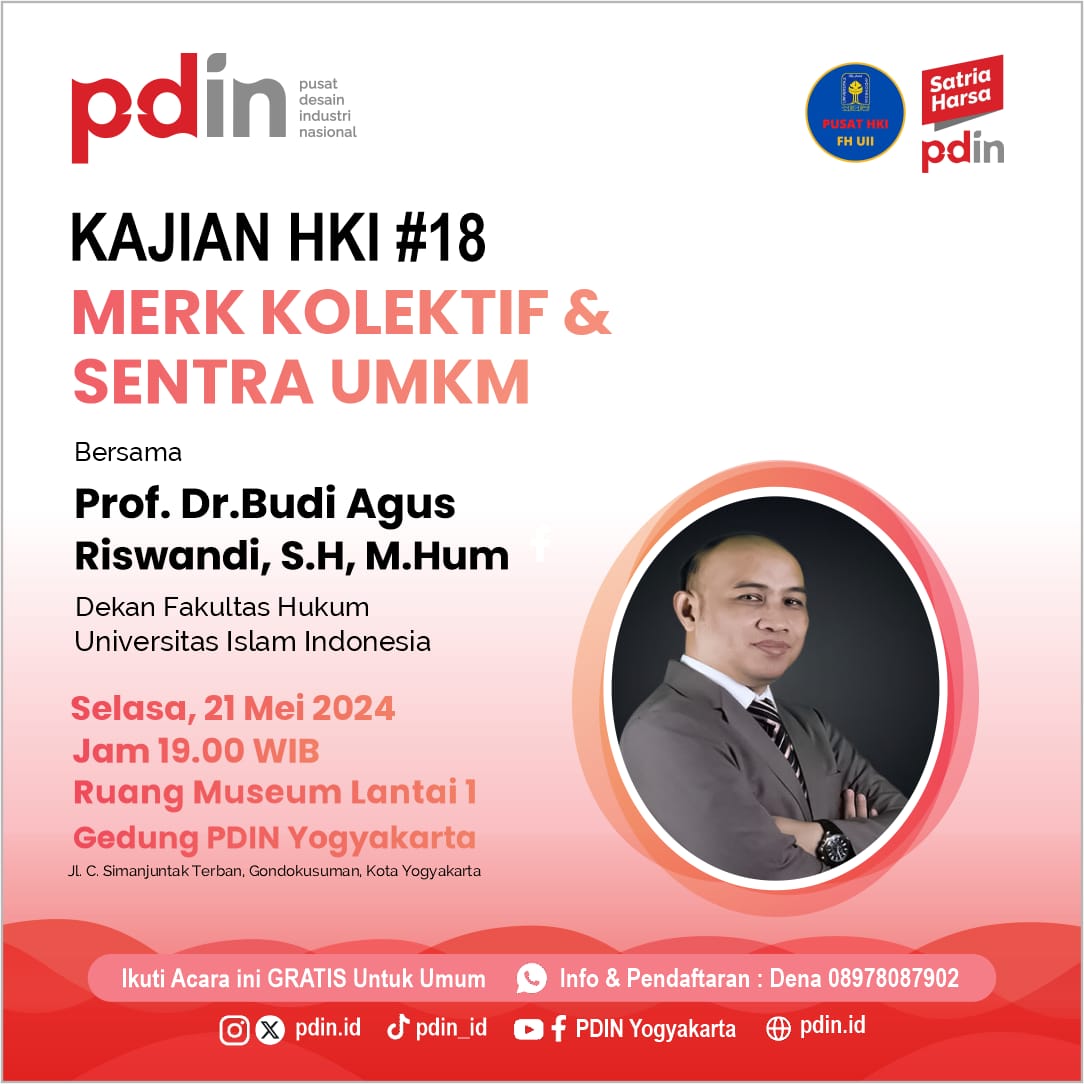 pdin
pusat
desain
industri
nasional
PUSAT HKI
FH UII
Satria
Harsa
pdin
KAJIAN HKI #18
MERK KOLEKTIF &
SENTRA UMKM
Bersama
Prof. Dr.Budi Agus
Riswandi, S.H, M.Hum
Dekan Fakultas Hukum
Universitas Islam Indonesia
Selasa, 21 Mei 2024
Jam 19.00 WIB
Ruang Museum Lantai 1
Gedung PDIN Yogyakarta
Jl. C. Simanjuntak Terban, Gondokusuman, Kota Yogyakarta
Ikuti Acara ini GRATIS Untuk Umum Info & Pendaftaran : Dena 08978087902
pdin.id pdin_id PDIN Yogyakarta pdin.id